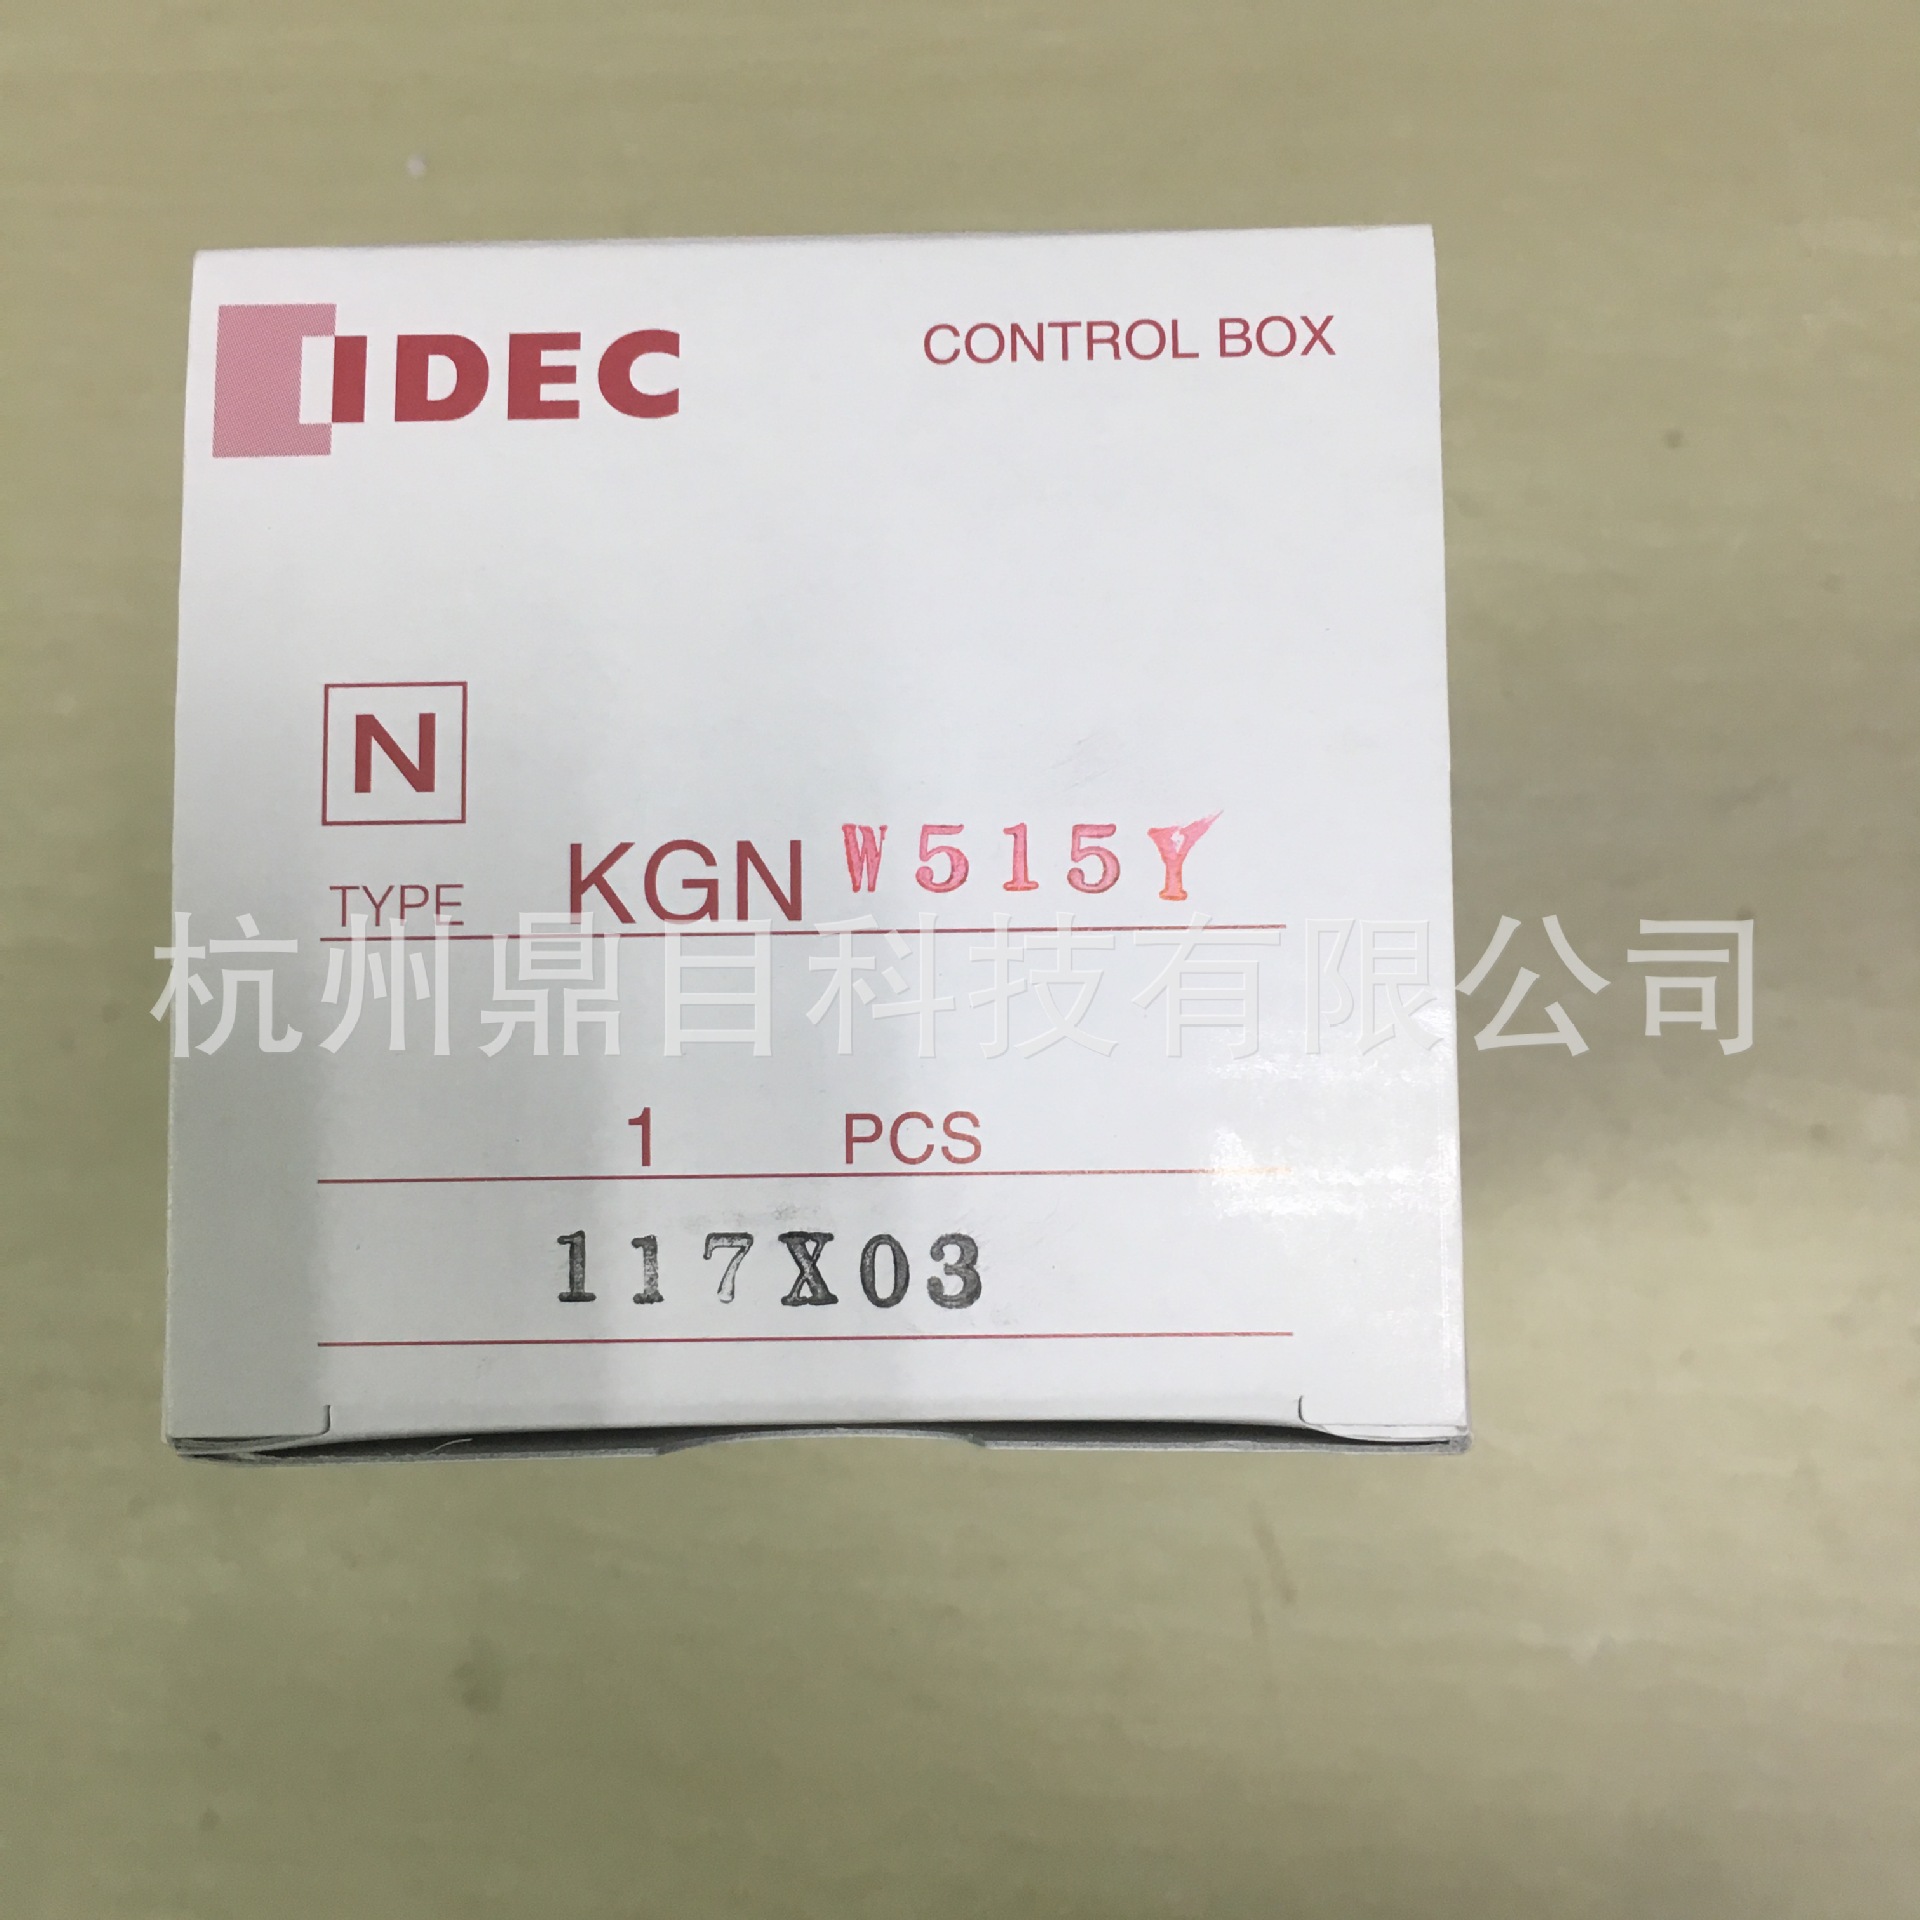 IDEC
CONTROL BOX
N
TYPE KGN W515Y
杭州鼎目科技有限公司
1 PCS
117X03